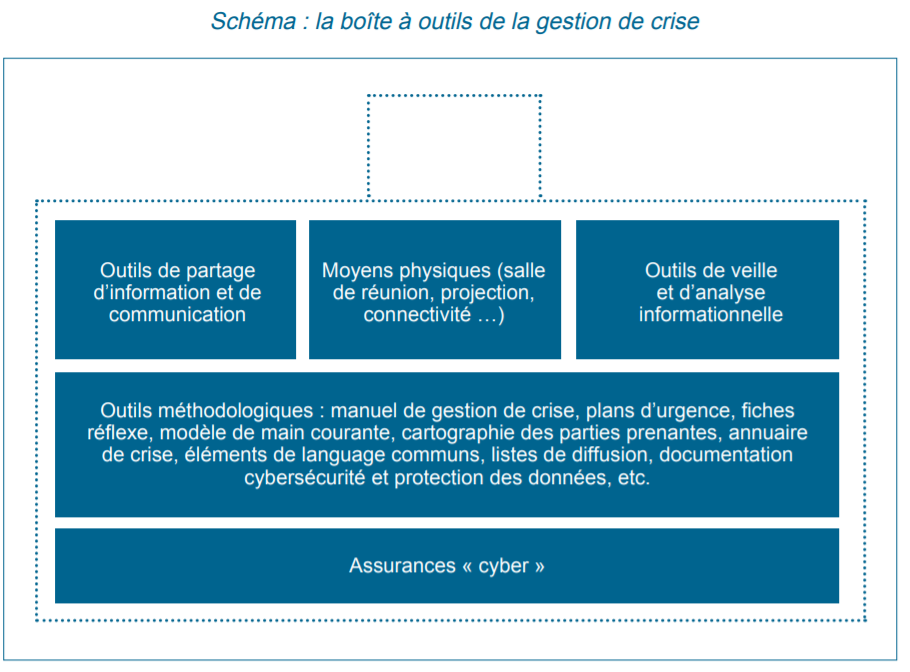 Schéma : la boîte à outils de la gestion de crise
Outils de partage
d’information et de
communication
Moyens physiques (salle
de réunion, projection,
connectivité …)
Outils de veille
et d’analyse
informationnelle
Outils méthodologiques : manuel de gestion de crise, plans d’urgence, fiches
réflexe, modèle de main courante, cartographie des parties prenantes, annuaire
de crise, éléments de language communs, listes de diffusion, documentation
cybersécurité et protection des données, etc.
Assurances « cyber »